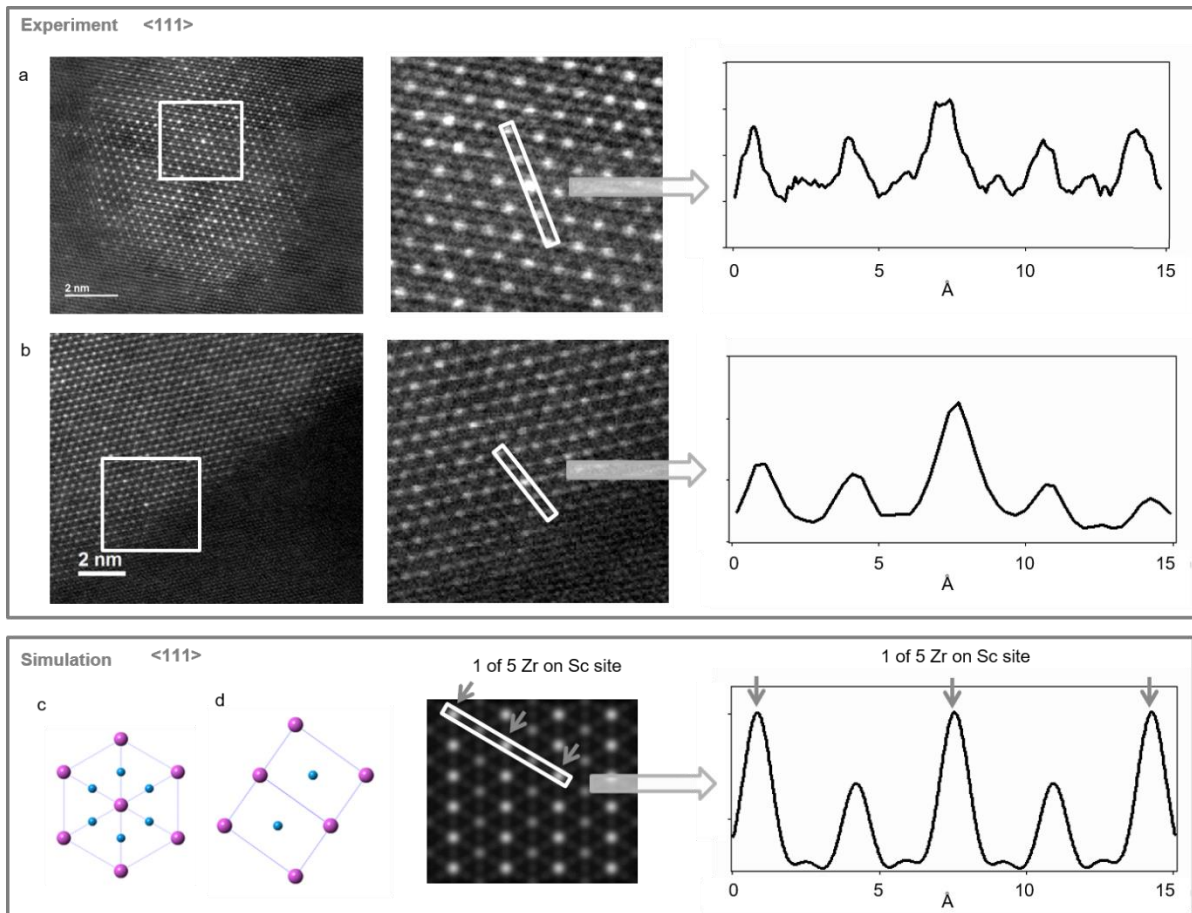 Experiment <111>
a
2 nm
0 5 10 15
Å
b
2 nm
0 5 10 15
Å
Simulation <111>
1 of 5 Zr on Sc site
1 of 5 Zr on Sc site
c
d
0 5 10 15
Å